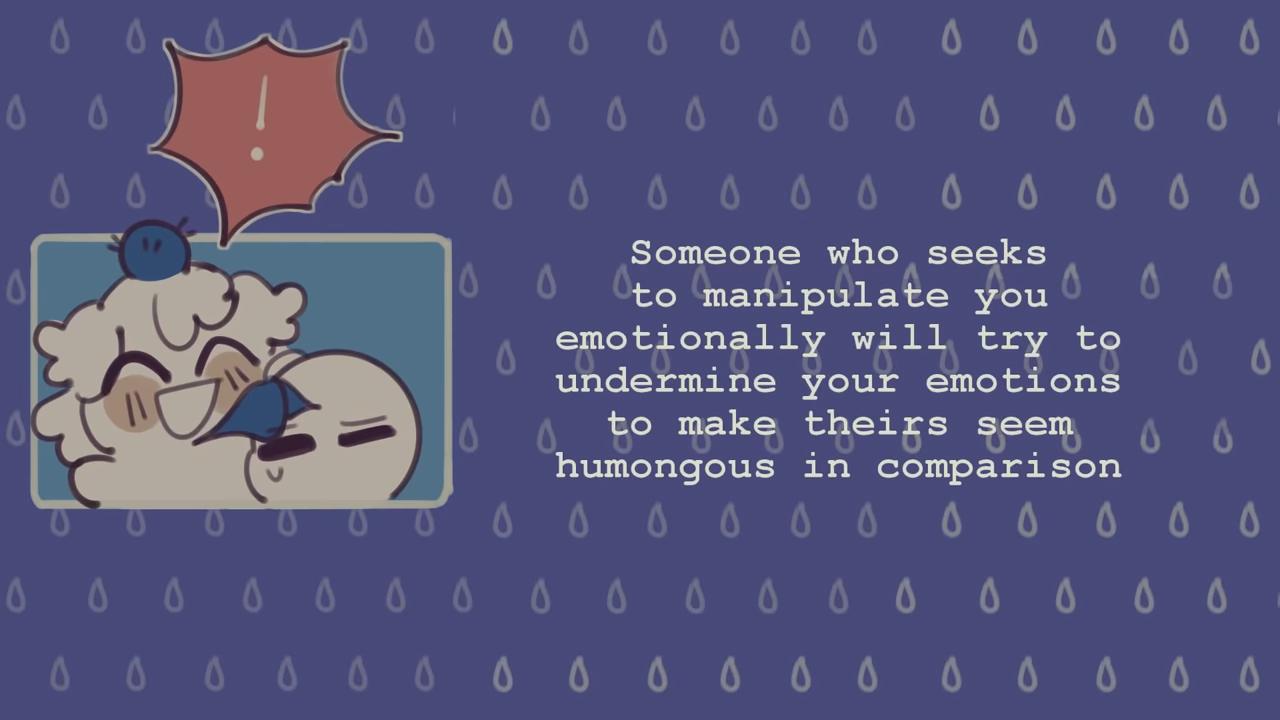 !
Someone who seeks
to manipulate you
emotionally will try to
undermine your emotions
to make theirs seem
humongous in comparison